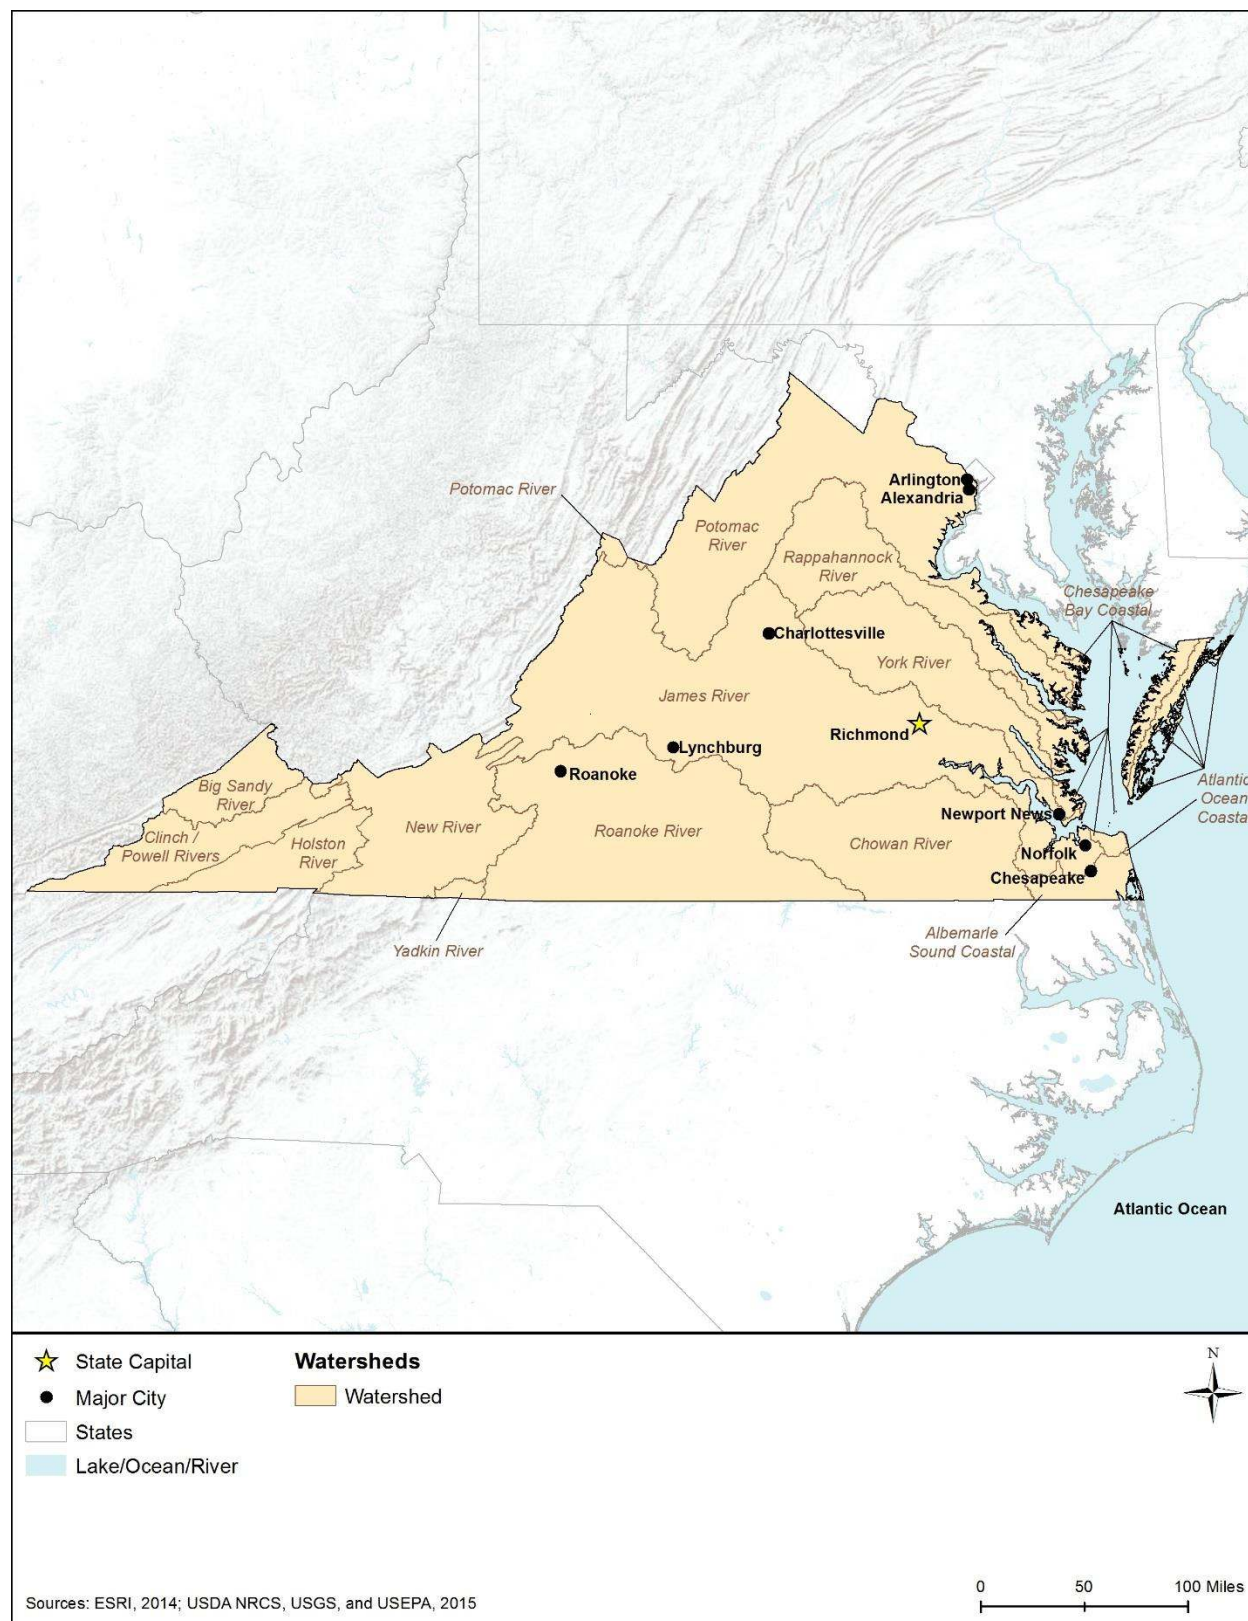 Potomac River
Arlington
Alexandria
Potomac
River
Rappahannock
River
Chesapeake
Bay Coastal
Charlottesville
York River
James River
Richmond
Lynchburg
Roanoke
Big Sandy
River
Atlantic
Ocean
Coastal
Newport News
New River
Roanoke River
Clinch /
Powell Rivers
Holston
River
Chowan River
Norfolk
Chesapeake
Yadkin River
Albemarle
Sound Coastal
Atlantic Ocean
State Capital
Watersheds
N
Major City
Watershed
States
Lake/Ocean/River
0 50 100 Miles
Sources: ESRI, 2014; USDA NRCS, USGS, and USEPA, 2015